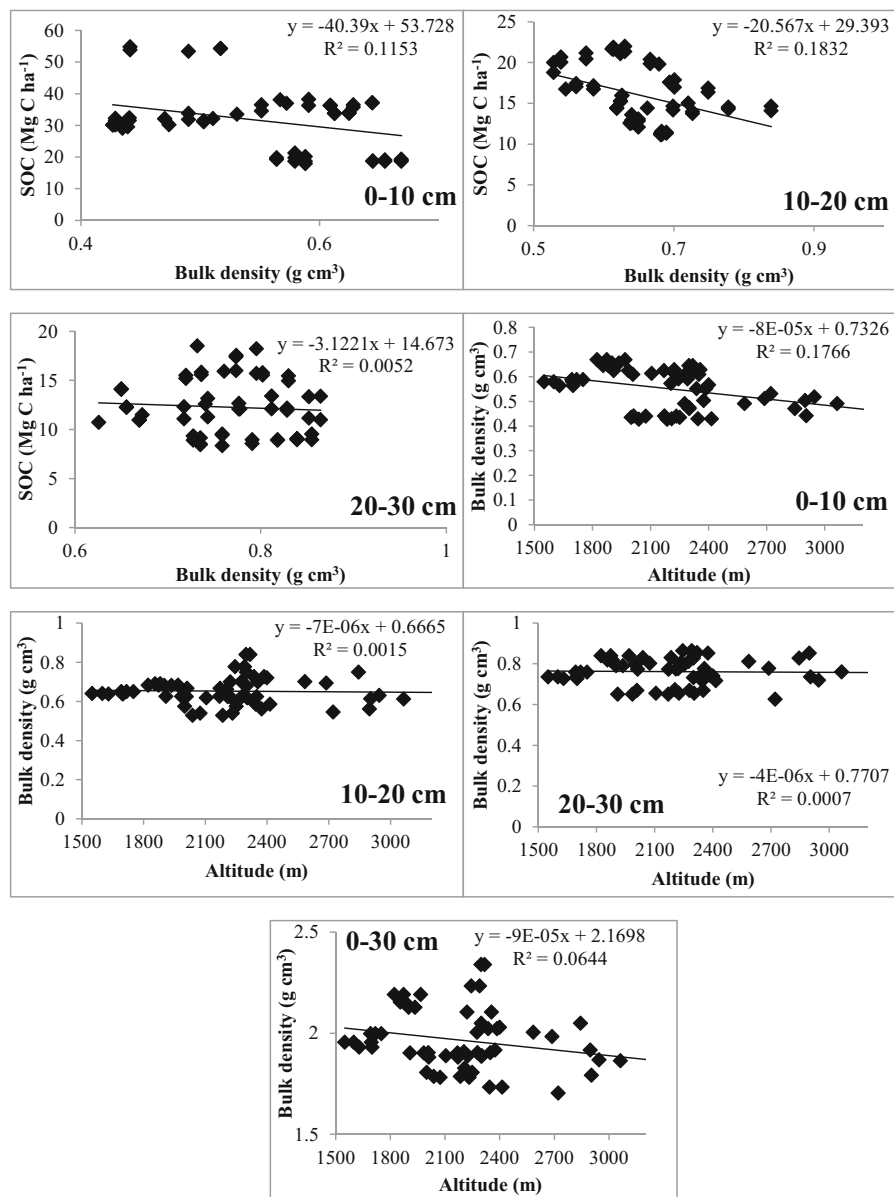 y = -40.39x + 53.728
R² = 0.1153
60
50
40
30
20
10
0
SOC (Mg C ha-¹)
0-10 cm
0.4
0.6
Bulk density (g cm³)
y = -20.567x + 29.393
R² = 0.1832
25
20
15
10
5
0
SOC (Mg C ha-¹)
10-20 cm
0.5
0.7
0.9
Bulk density (g cm³)
y = -3.1221x + 14.673
R² = 0.0052
20
15
10
5
0
SOC (Mg C ha-¹)
20-30 cm
0.6
0.8
1
Bulk density (g cm³)
y = -8E-05x + 0.7326
R² = 0.1766
0.8
0.7
0.6
0.5
0.4
0.3
0.2
0.1
0
Bulk density (g cm³)
0-10 cm
1500 1800 2100 2400 2700 3000
Altitude (m)
y = -7E-06x + 0.6665
R² = 0.0015
1
0.8
0.6
0.4
0.2
0
Bulk density (g cm³)
10-20 cm
1500 1800 2100 2400 2700 3000
Altitude (m)
1
0.8
0.6
0.4
0.2
0
Bulk density (g cm³)
y = -4E-06x + 0.7707
R² = 0.0007
20-30 cm
1500 1800 2100 2400 2700 3000
Altitude (m)
0-30 cm
y = -9E-05x + 2.1698
R² = 0.0644
2.5
2
1.5
Bulk density (g cm³)
1500 1800 2100 2400 2700 3000
Altitude (m)